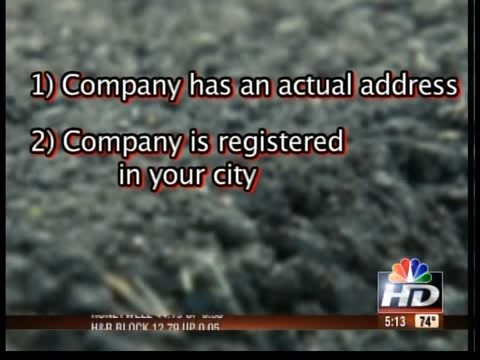 1) Company has an actual address
2) Company is registered
in your city
HD
5:13 74°
H&R BLOCK 12.79 UP 0.05